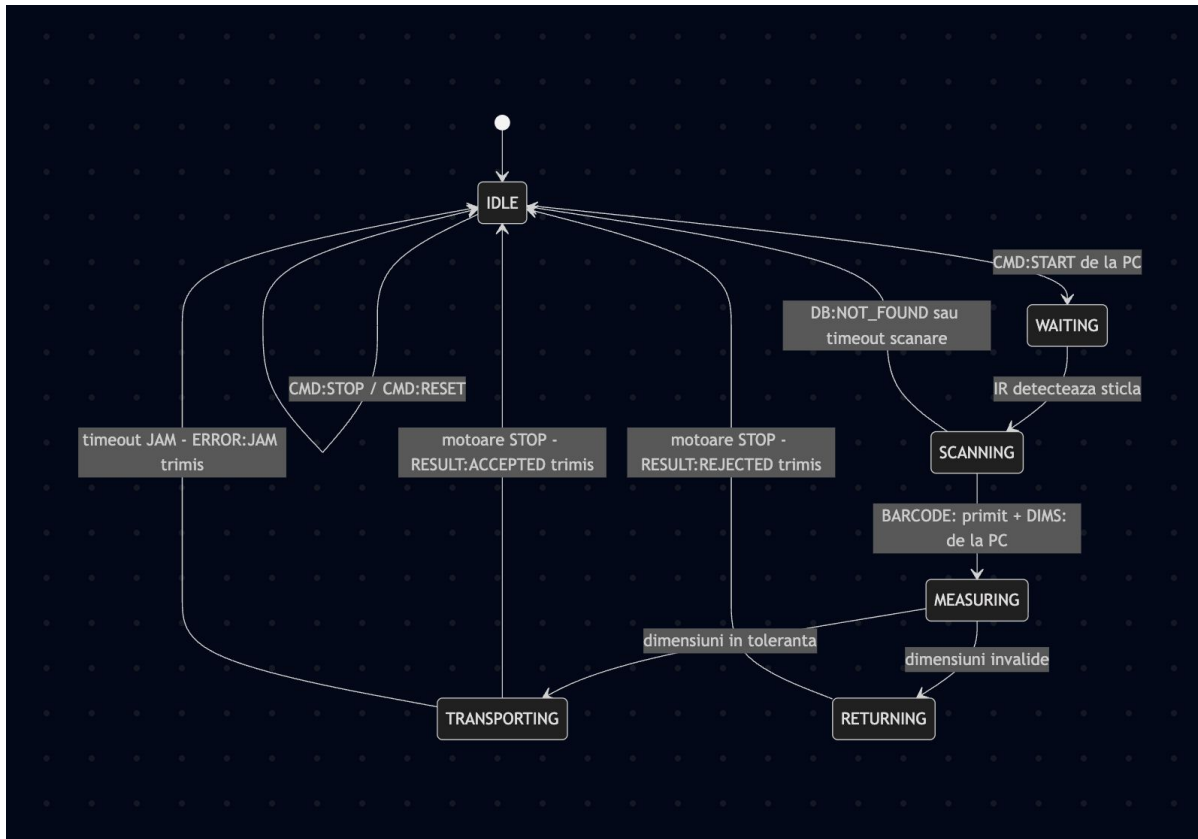 IDLE
CMD:START de la PC
DB:NOT_FOUND sau
timeout scanare
WAITING
CMD:STOP / CMD:RESET
IR detecteaza sticla
timeout JAM - ERROR:JAM
trimis
motoare STOP -
RESULT:ACCEPTED trimis
motoare STOP -
RESULT:REJECTED trimis
SCANNING
BARCODE: primit + DIMS:
de la PC
MEASURING
dimensiuni in toleranta
dimensiuni invalide
TRANSPORTING
RETURNING